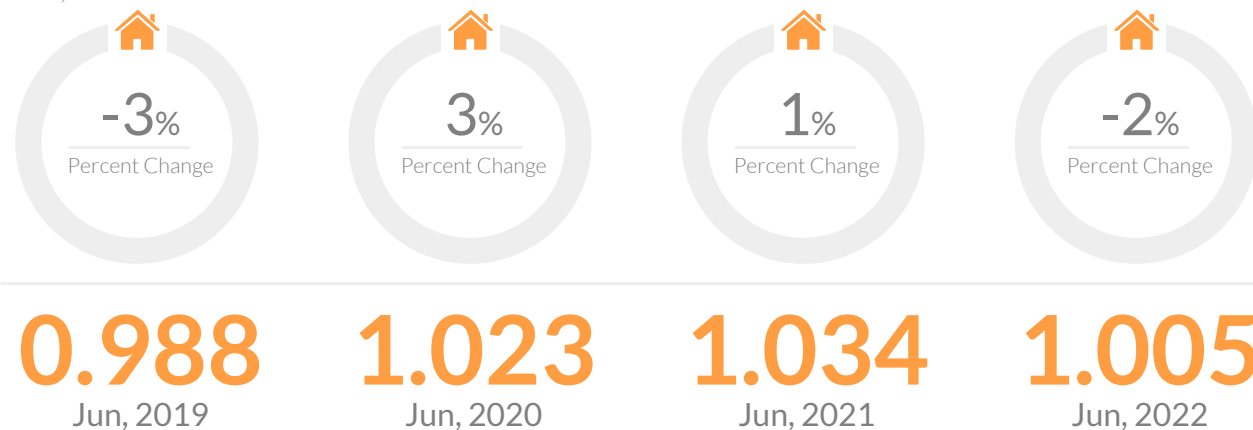 -3%
Percent Change
0.988
Jun, 2019
3%
Percent Change
1.023
Jun, 2020
1%
Percent Change
1.034
Jun, 2021
-2%
Percent Change
1.005
Jun, 2022